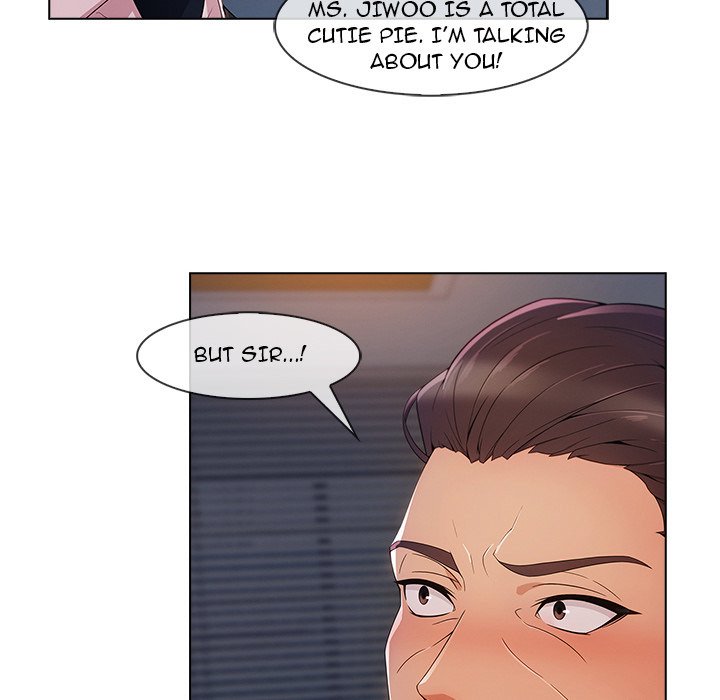 MS. JIWOO IS A TOTAL
CUTIE PIE. I'M TALKING
ABOUT YOU!
BUT SIR...!